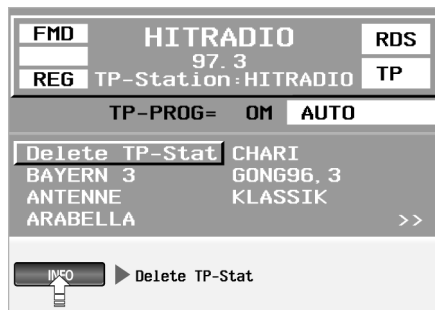 FMD HITRADIO RDS
97.3
REG TP-Station:HITRADIO TP
TP-PROG= OM AUTO
Delete TP-Stat CHARI
BAYERN 3 GONG96,3
ANTENNE KLASSIK
ARABELLA >>
INFO Delete TP-Stat